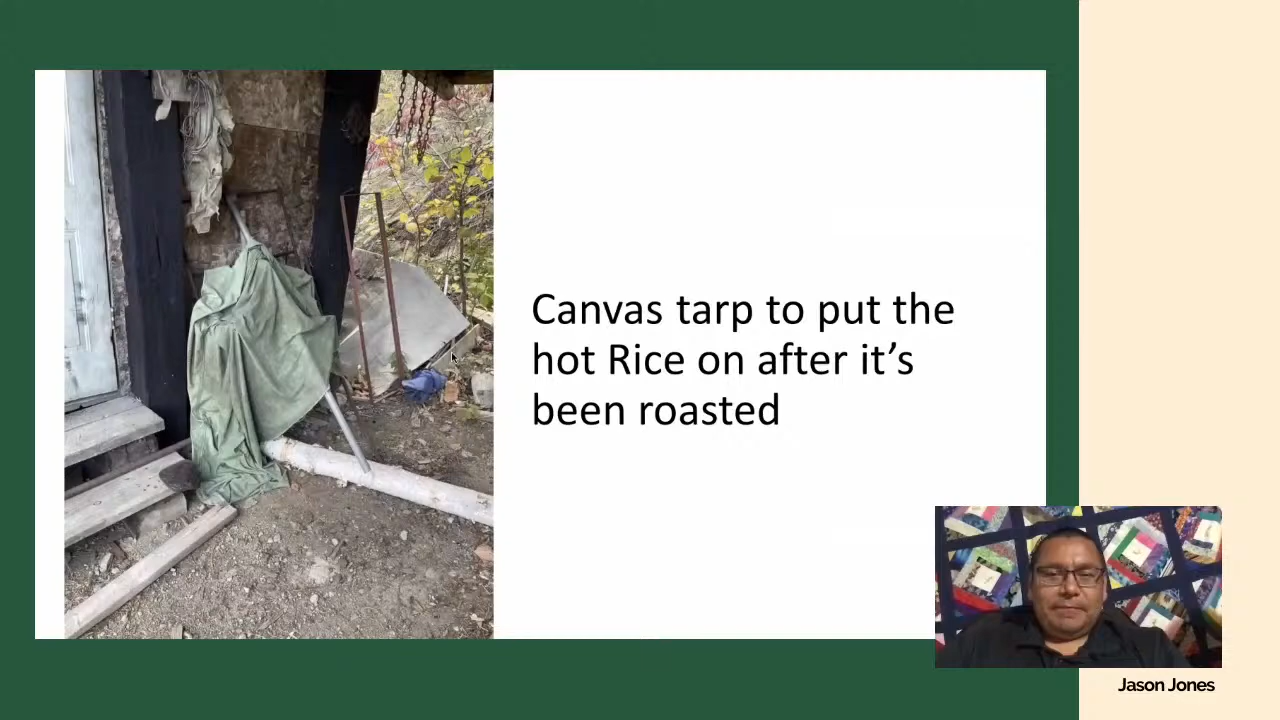 Canvas tarp to put the
hot Rice on after it’s
been roasted
Jason Jones